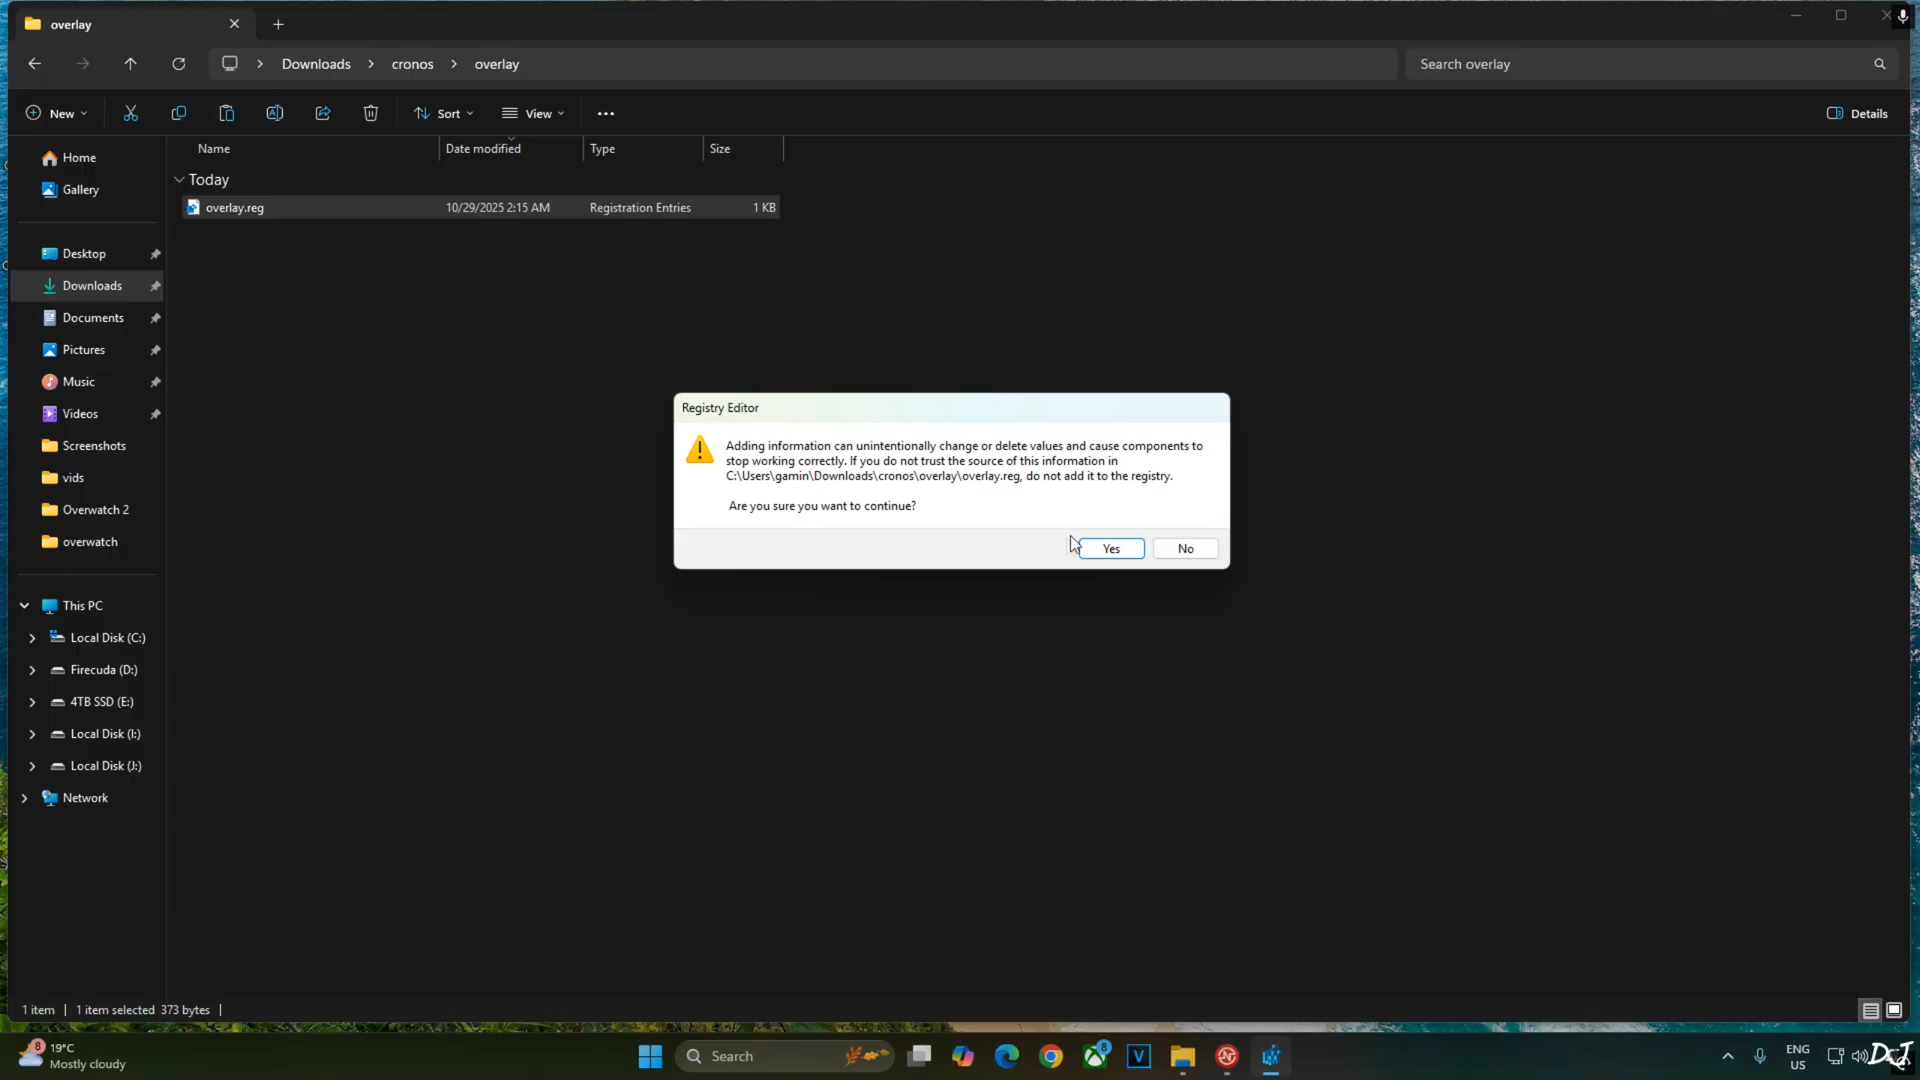 overlay
Downloads
cronos
overlay
Search overlay
New
Sort
View
Details
Name
Date modified
Type
Size
Home
Gallery
Today
overlay.reg
10/29/2025 2:15 AM
Registration Entries
1 KB
Desktop
Downloads
Documents
Pictures
Music
Videos
Screenshots
vids
Overwatch 2
overwatch
This PC
Local Disk (C:)
Firecuda (D:)
4TB SSD (E:)
Local Disk (I:)
Local Disk (J:)
Network
Registry Editor
Adding information can unintentionally change or delete values and cause components to
stop working correctly. If you do not trust the source of this information in
C:\Users\gamin\Downloads\cronos\overlay\overlay.reg, do not add it to the registry.
Are you sure you want to continue?
Yes
No
1 item
1 item selected 373 bytes
8
19°C
Mostly cloudy
Search
8
V
ENG
US
DCJ